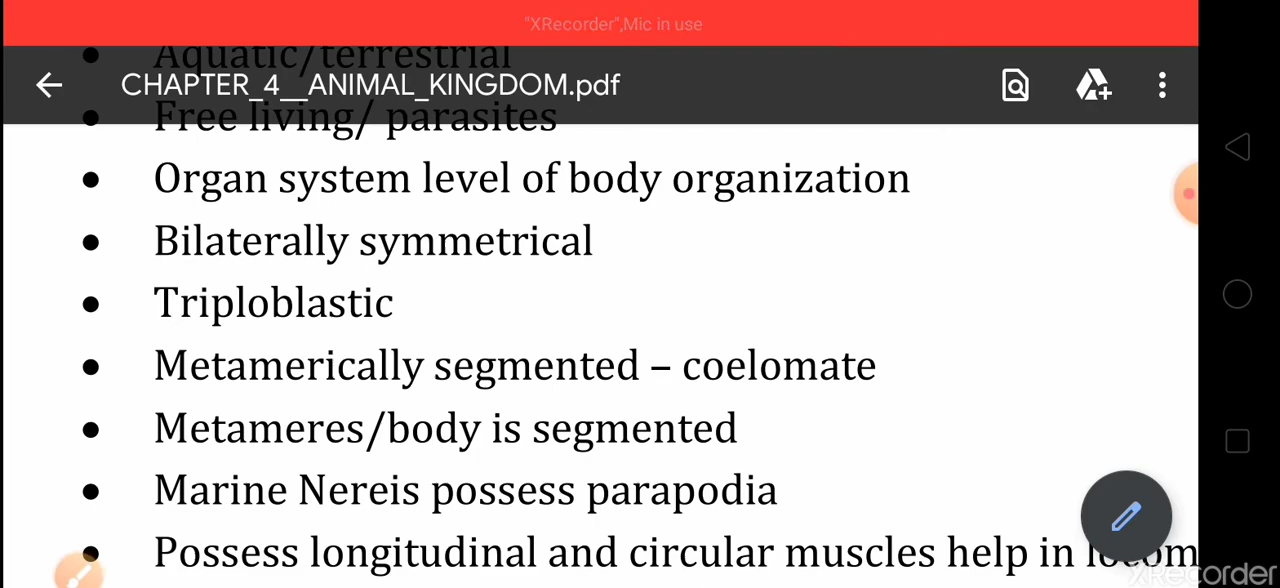 "XRecorder",Mic in use
Aquatic/terrestrial
CHAPTER_4__ANIMAL_KINGDOM.pdf
Free living/ parasites
Organ system level of body organization
Bilaterally symmetrical
Triploblastic
Metamerically segmented – coelomate
Metameres/body is segmented
Marine Nereis possess parapodia
Possess longitudinal and circular muscles help in
XRecorder